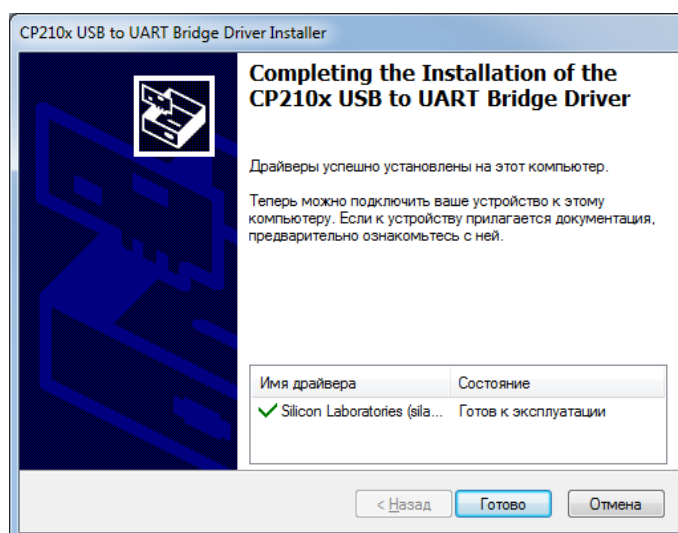 CP210x USB to UART Bridge Driver Installer
Completing the Installation of the
CP210x USB to UART Bridge Driver
Драйверы успешно установлены на этот компьютер.
Теперь можно подключить ваше устройство к этому
компьютеру. Если к устройству прилагается документация,
предварительно ознакомьтесь с ней.
Имя драйвера Состояние
Silicon Laboratories (sila... Готов к эксплуатации
< Назад Готово Отмена